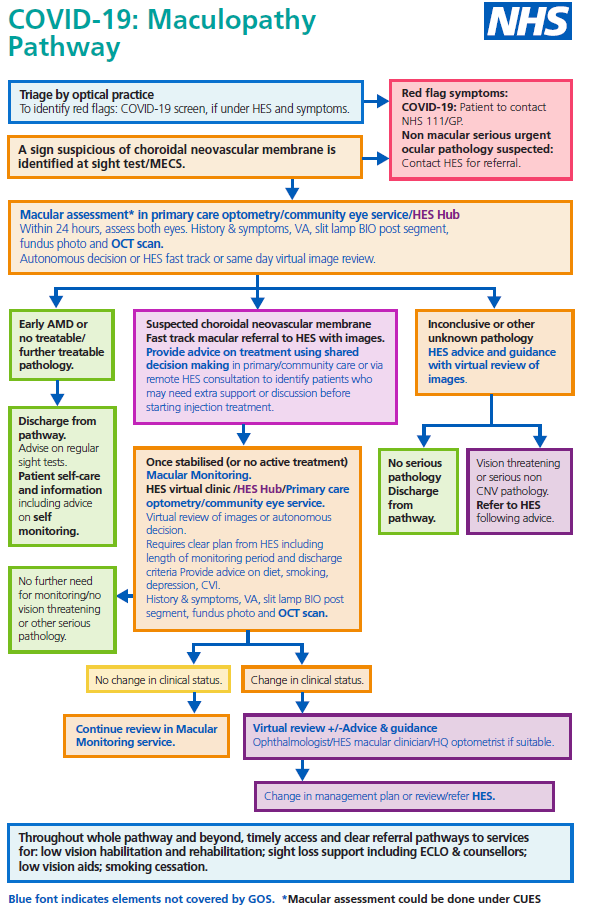 COVID-19: Maculopathy
Pathway
NHS
Triage by optical practice
To identify red flags: COVID-19 screen, if under HES and symptoms.
Red flag symptoms:
COVID-19: Patient to contact
NHS 111/GP.
Non macular serious urgent
ocular pathology suspected:
Contact HES for referral.
A sign suspicious of choroidal neovascular membrane is
identified at sight test/MECS.
Macular assessment* in primary care optometry/community eye service/HES Hub
Within 24 hours, assess both eyes. History & symptoms, VA, slit lamp BIO post segment,
fundus photo and OCT scan.
Autonomous decision or HES fast track or same day virtual image review.
Early AMD or
no treatable/
further treatable
pathology.
Suspected choroidal neovascular membrane
Fast track macular referral to HES with images.
Provide advice on treatment using shared
decision making in primary/community care or via
remote HES consultation to identify patients who
may need extra support or discussion before
starting injection treatment.
Inconclusive or other
unknown pathology
HES advice and guidance
with virtual review of
images.
Discharge from
pathway.
Advise on regular
sight tests.
Patient self-care
and information
including advice
on self
monitoring.
Once stabilised (or no active treatment)
Macular Monitoring.
HES virtual clinic /HES Hub/Primary care
optometry/community eye service.
Virtual review of images or autonomous
decision.
Requires clear plan from HES including
length of monitoring period and discharge
criteria Provide advice on diet, smoking,
depression, CVI.
History & symptoms, VA, slit lamp BIO post
segment, fundus photo and OCT scan.
No serious
pathology
Discharge
from
pathway.
Vision threatening
or serious non
CNV pathology.
Refer to HES
following advice.
No further need
for monitoring/no
vision threatening
or other serious
pathology.
No change in clinical status.
Change in clinical status.
Continue review in Macular
Monitoring service.
Virtual review +/-Advice & guidance
Ophthalmologist/HES macular clinician/HQ optometrist if suitable.
Change in management plan or review/refer HES.
Throughout whole pathway and beyond, timely access and clear referral pathways to services
for: low vision habilitation and rehabilitation; sight loss support including ECLO & counsellors;
low vision aids; smoking cessation.
Blue font indicates elements not covered by GOS. *Macular assessment could be done under CUES